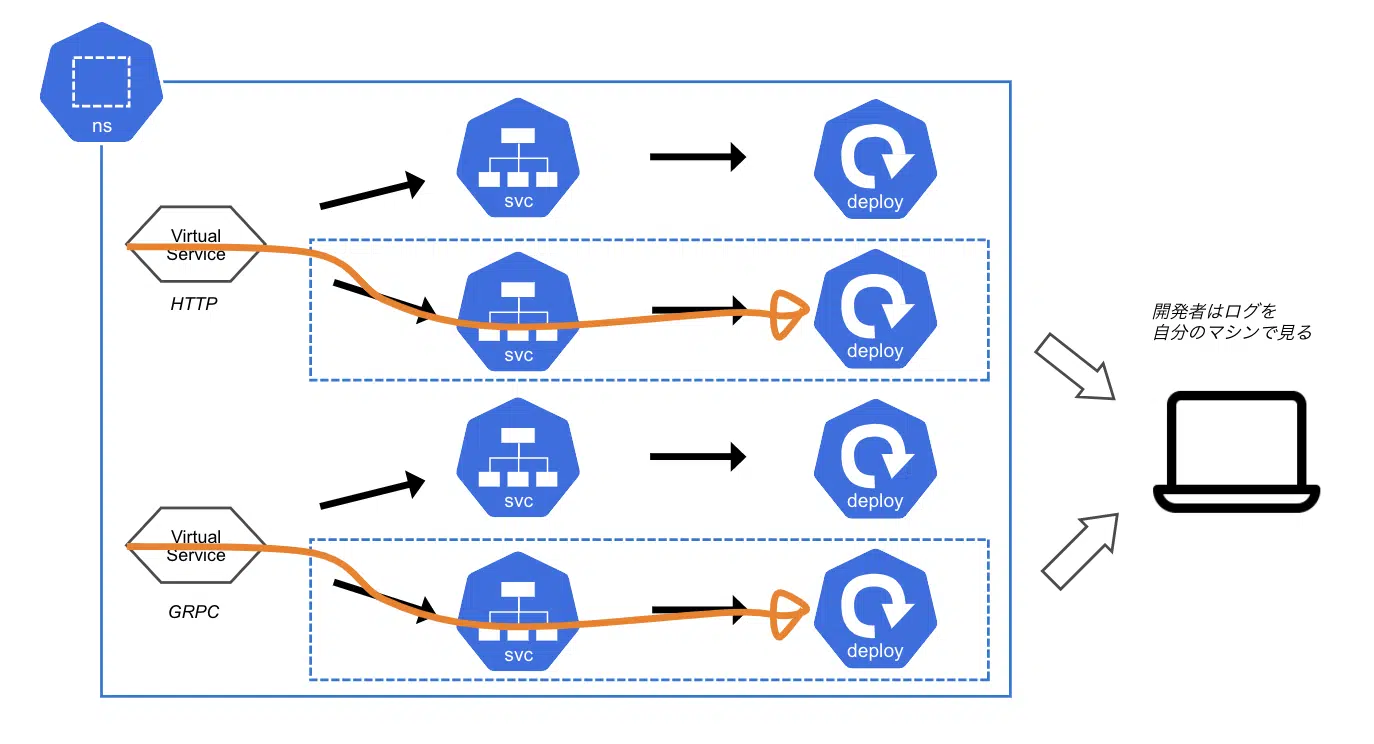 ns
svc
deploy
Virtual
Service
HTTP
svc
deploy
開発者はログを
自分のマシンで見る
svc
deploy
Virtual
Service
GRPC
svc
deploy